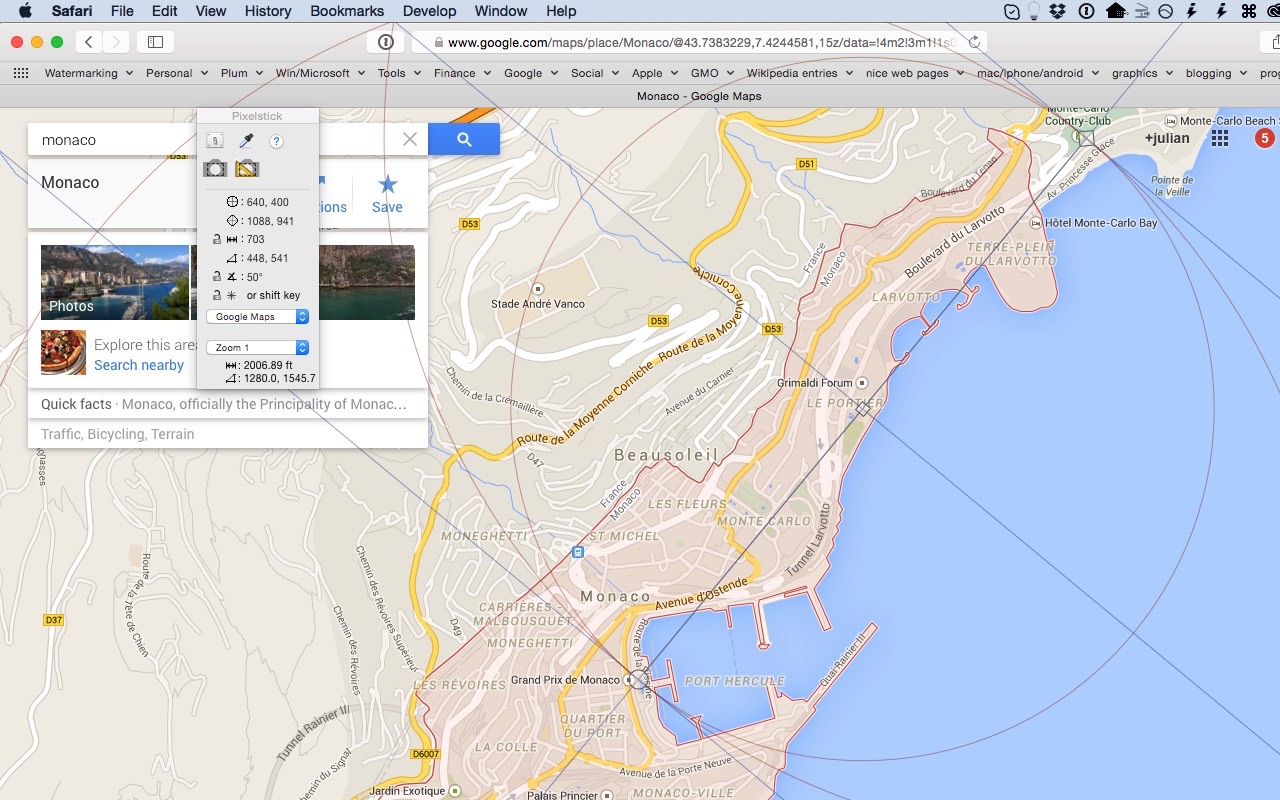 Safari File Edit View History Bookmarks Develop Window Help
www.google.com/maps/place/Monaco/@43.7383229,7.4244581,15z/data=!4m2!3m1!1s0
Watermarking Personal Plum Win/Microsoft Tools Finance Google Social Apple GMO Wikipedia entries nice web pages mac/iphone/android graphics blogging prog
Monaco - Google Maps
monaco
Monaco
tions
Save
Photos
Explore this area
Search nearby
Quick facts · Monaco, officially the Principality of Monac…
Traffic, Bicycling, Terrain
Pixelstick
?
: 640, 400
: 1088, 941
: 703
: 448, 541
: 50°
or shift key
Google Maps
Zoom 1
: 2006.89 ft
: 1280.0, 1545.7
+julian
5
D53
D53
D51
D53
D53
Monte-Carlo
Country-Club
Monte-Carlo Beach
Pointe de
la Veille
Av. Princesse Grace
Boulevard du Tenao
Boulevard du Larvotto
Hôtel Monte-Carlo Bay
TERRE-PLEIN
DU LARVOTTO
LARVOTTO
France
Monaco
Stade André Vanco
Route de la Moyenne Corniche
Route de la Moyenne Corniche
Chemin de la Crémaillère
Avenue du Carnier
Grimaldi Forum
LE PORTIER
D47
Beausoleil
France
Monaco
LES FLEURS
MONTE CARLO
MONEGHETTI
ST MICHEL
Tunnel Larvotto
Route de la Tête de Chien
Chemin des Révoires
Chemin des Révoires Supérieur
D37
D49
Monaco
Avenue d'Ostende
CARRIÈRES -
MALBOUSQUET -
MONEGHETTI
LES RÉVOIRES
Grand Prix de Monaco
Route de la Piscine
PORT HERCULE
Quai Rainier III
QUARTIER
DU PORT
Tunnel Rainier III
LA COLLE
D6007
Chemin du Signal
Avenue de la Porte Neuve
Jardin Exotique
Palais Princier
MONACO-VILLE